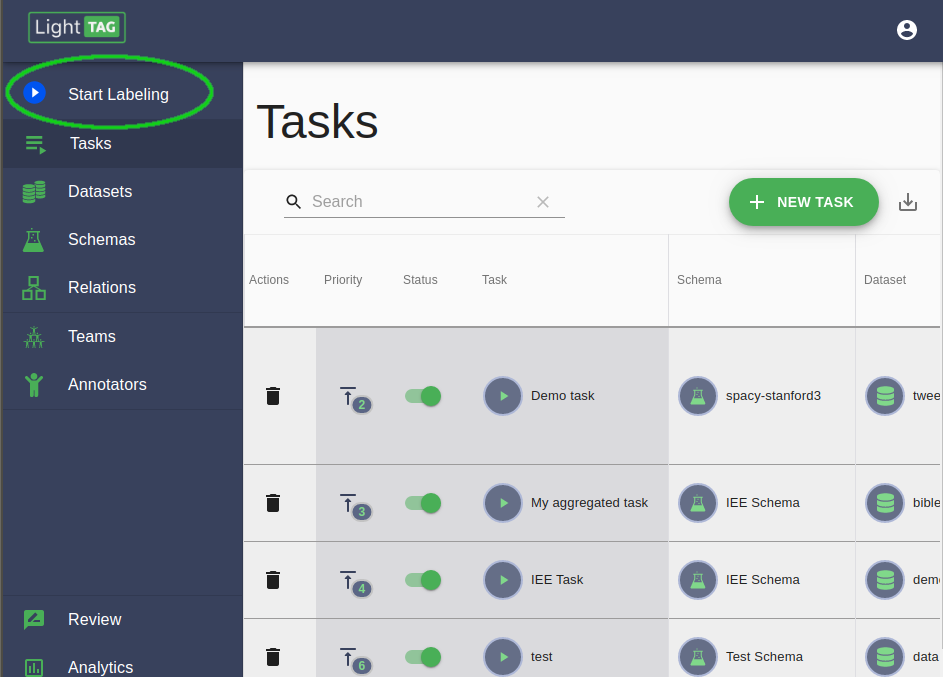 Light TAG
Start Labeling
Tasks
Datasets
Schemas
Relations
Teams
Annotators
Review
Analytics
Tasks
Search
NEW TASK
Actions Priority Status Task Schema Dataset
2 Demo task spacy-stanford3 twee
3 My aggregated task IEE Schema bible
4 IEE Task IEE Schema dem
6 test Test Schema data